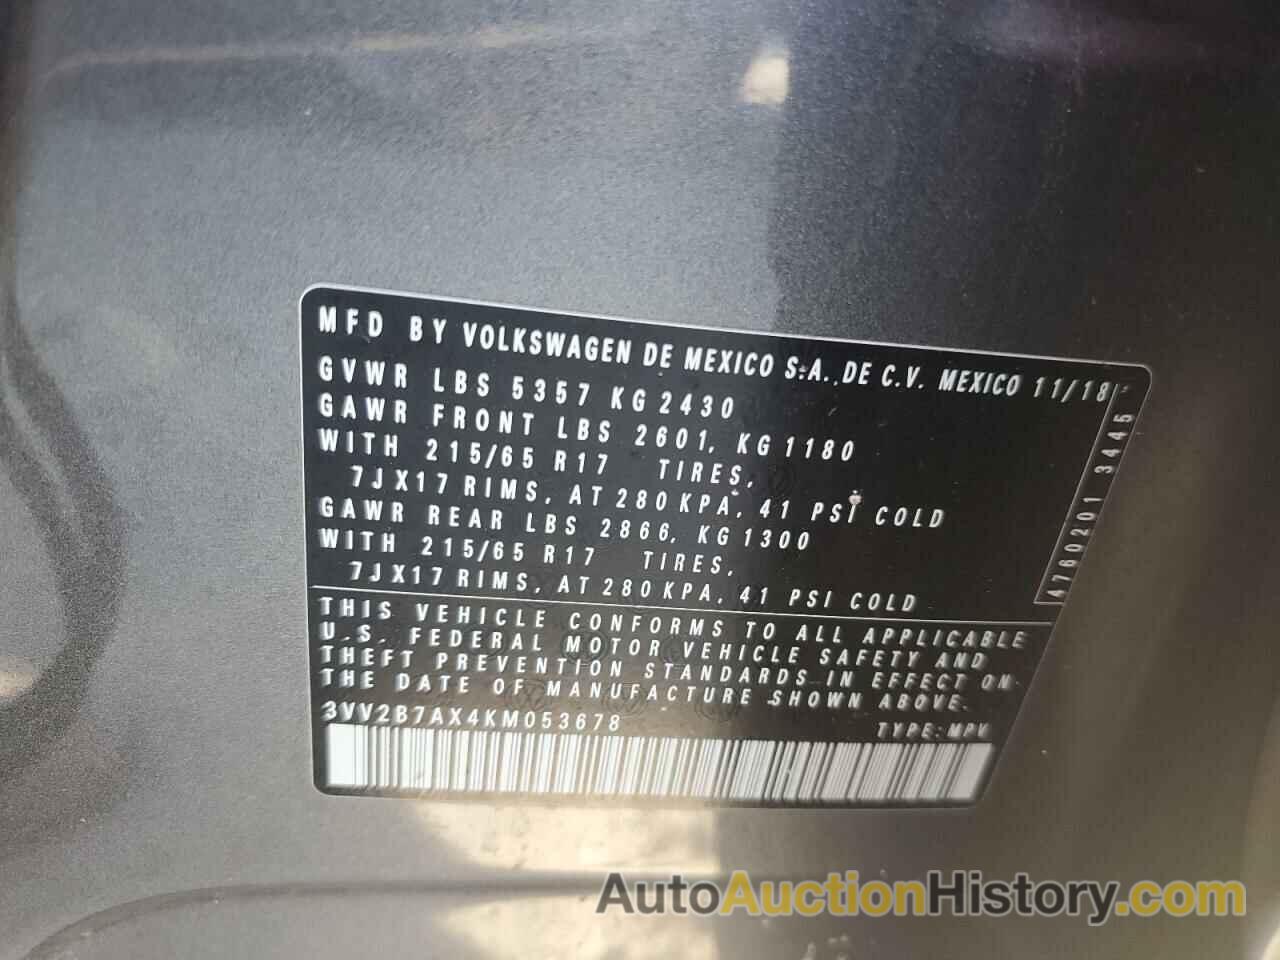 MFD BY VOLKSWAGEN DE MEXICO S.A. DE C.V. MEXICO 11/18
GVWR LBS 5357 KG 2430
GAWR FRONT LBS 2601, KG 1180
WITH 215/65 R17 TIRES,
7JX17 RIMS, AT 280 KPA, 41 PSI COLD
GAWR REAR LBS 2866, KG 1300
WITH 215/65 R17 TIRES,
7JX17 RIMS, AT 280 KPA, 41 PSI COLD
4760201 3445
THIS VEHICLE CONFORMS TO ALL APPLICABLE
U.S. FEDERAL MOTOR VEHICLE SAFETY AND
THEFT PREVENTION STANDARDS IN EFFECT ON
THE DATE OF MANUFACTURE SHOWN ABOVE.
3VV2B7AX4KM053678 TYPE: MPV
AutoAuctionHistory.com